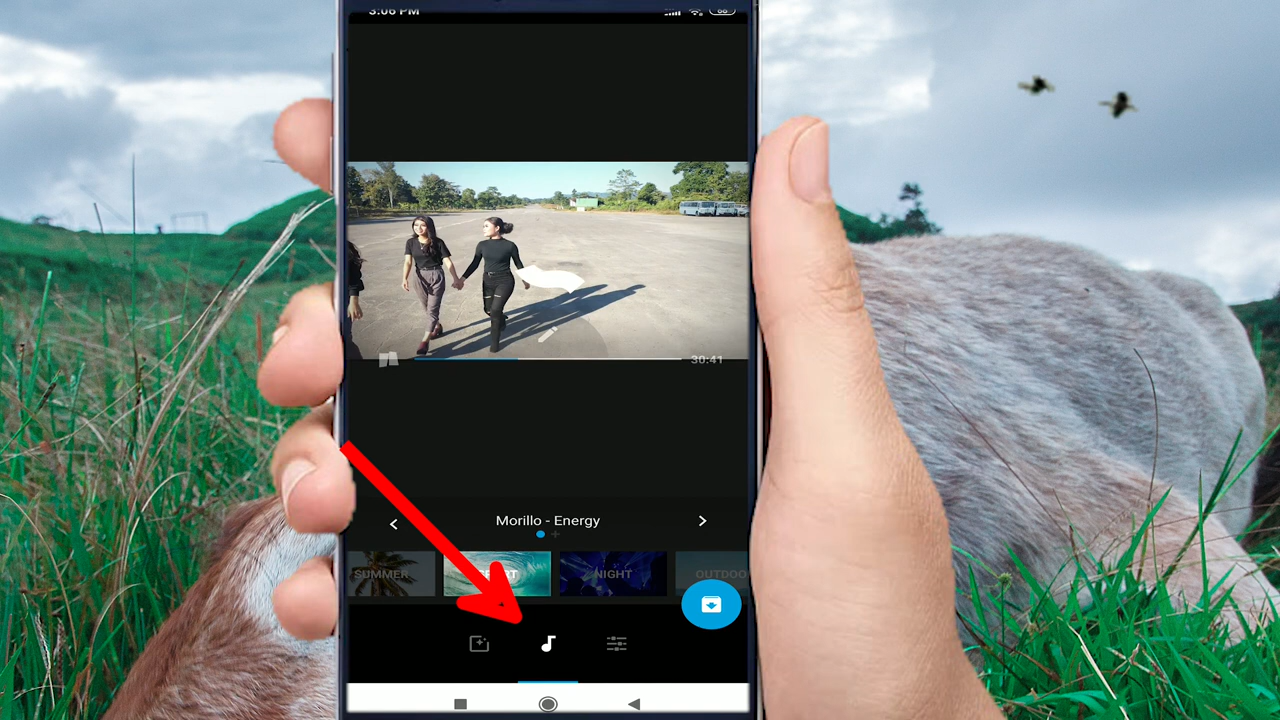 3:06 PM
30:41
Morillo - Energy
SUMMER
NIGHT
OUTDOO